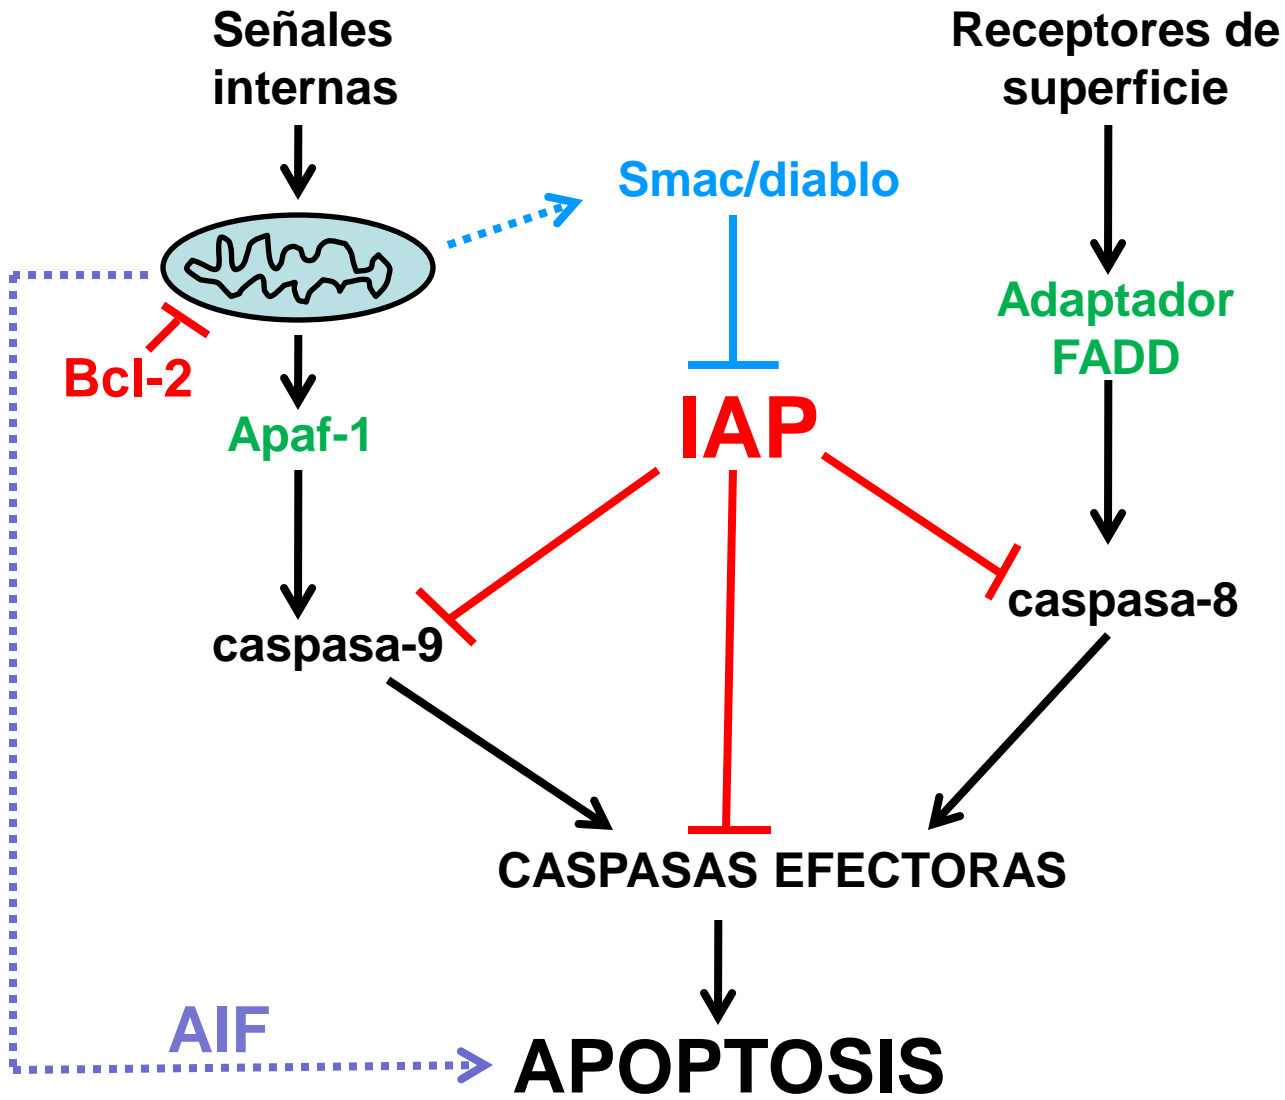 Señales
internas
Receptores de
superficie
Smac/diablo
Adaptador
FADD
Bcl-2
Apaf-1
IAP
caspasa-8
caspasa-9
CASPASAS EFECTORAS
AIF
APOPTOSIS